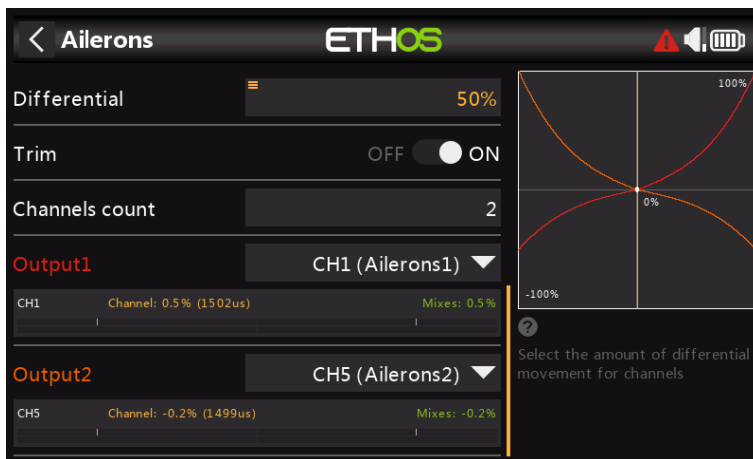 Ailerons
ETHOS
Differential
50%
Trim
OFF ON
Channels count
2
Output1
CH1 (Ailerons1)
CH1 Channel: 0.5% (1502us) Mixes: 0.5%
Output2
CH5 (Ailerons2)
CH5 Channel: -0.2% (1499us) Mixes: -0.2%
100%
0%
-100%
?
Select the amount of differential
movement for channels